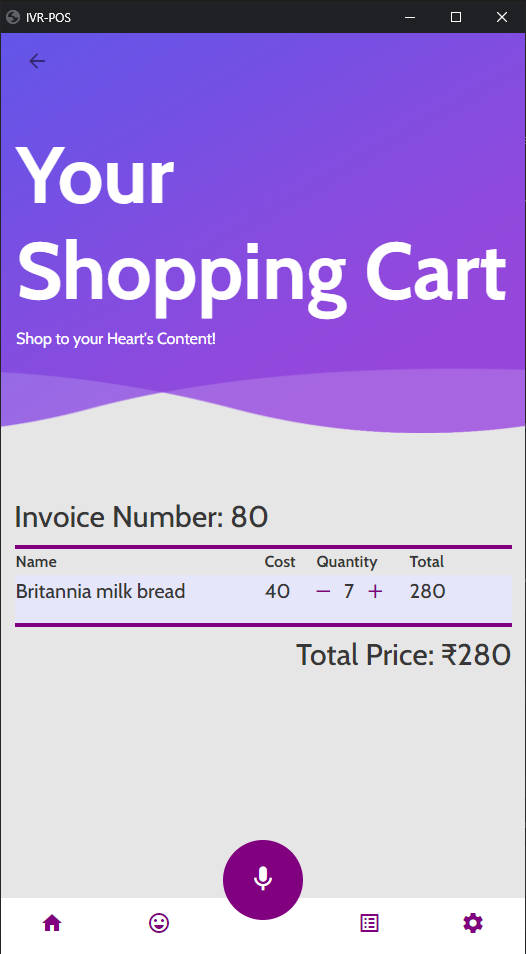 IVR-POS
Your
Shopping Cart
Shop to your Heart's Content!
Invoice Number: 80
Name Cost Quantity Total
Britannia milk bread 40 − 7 + 280
Total Price: ₹280